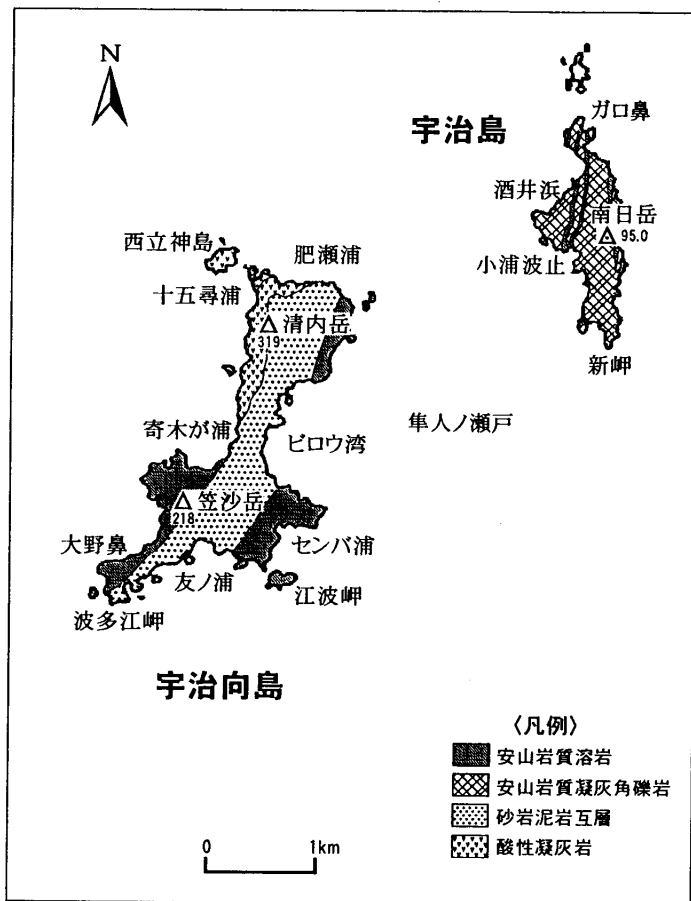 N
ガロ鼻
宇治島
酒井浜
南日岳
95.0
小浦波止
新岬
西立神島
肥瀬浦
十五尋浦
清内岳
319
隼人ノ瀬戸
寄木が浦
ビロウ湾
笠沙岳
218
大野鼻
センバ浦
友ノ浦
江波岬
波多江岬
宇治向島
〈凡例〉
安山岩質溶岩
安山岩質凝灰角礫岩
砂岩泥岩互層
酸性凝灰岩
0 1km